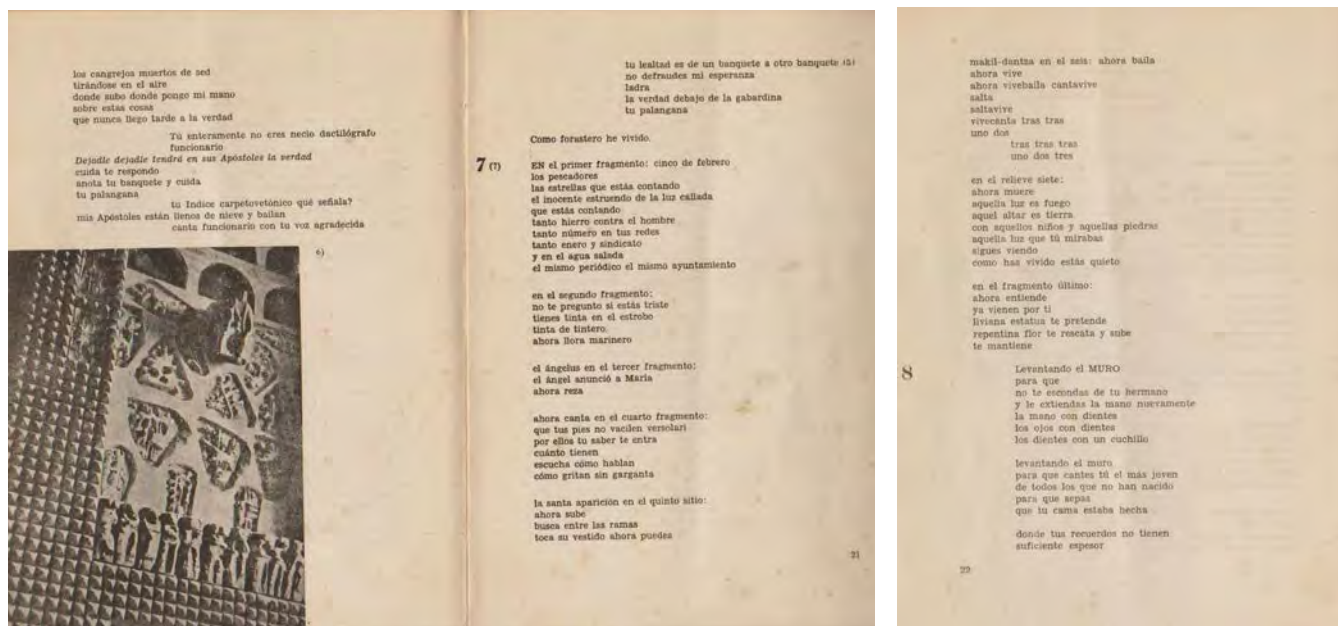 los cangrejos muertos de sed
tirándose en el aire
donde subo donde pongo mi mano
sobre estas cosas
que nunca llego tarde a la verdad
Tú enteramente no eres necio dactilógrafo
funcionario
Dejadle dejadle tendrá en sus Apóstoles la verdad
cuida te respondo
anota tu banquete y cuida
tu palangana
tu Indice carpetovetónico qué señala?
mis Apóstoles están llenos de nieve y bailan
canta funcionario con tu voz agradecida
6)
tu lealtad es de un banquete a otro banquete (5)
no defraudes mi esperanza
ladra
la verdad debajo de la gabardina
tu palangana
Como forastero he vivido.
7 (7)
EN el primer fragmento: cinco de febrero
los pescadores
las estrellas que estás contando
el inocente estruendo de la luz callada
que estás contando
tanto hierro contra el hombre
tanto número en tus redes
tanto enero y sindicato
y en el agua salada
el mismo periódico el mismo ayuntamiento
en el segundo fragmento:
no te pregunto si estás triste
tienes tinta en el estrobo
tinta de tintero.
ahora llora marinero
el ángelus en el tercer fragmento:
el ángel anunció a María
ahora reza
ahora canta en el cuarto fragmento:
que tus pies no vacilen versolari
por ellos tu saber te entra
cuánto tienen
escucha cómo hablan
cómo gritan sin garganta
la santa aparición en el quinto sitio:
ahora sube
busca entre las ramas
toca su vestido ahora puedes
21
makil-dantza en el seis: ahora baila
ahora vive
ahora vivebaila cantavive
salta
saltavive
vivecanta tras tras
uno dos
tras tras tras
uno dos tres
en el relieve siete:
ahora muere
aquella luz es fuego
aquel altar es tierra
con aquellos niños y aquellas piedras
aquella luz que tú mirabas
sigues viendo
como has vivido estás quieto
en el fragmento último:
ahora entiende
ya vienen por ti
liviana estatua te pretende
repentina flor te rescata y sube
te mantiene
8
Levantando el MURO
para que
no te escondas de tu hermano
y le extiendas la mano nuevamente
la mano con dientes
los ojos con dientes
los dientes con un cuchillo
levantando el muro
para que cantes tú el más joven
de todos los que no han nacido
para que sepas
que tu cama estaba hecha
donde tus recuerdos no tienen
suficiente espesor
22